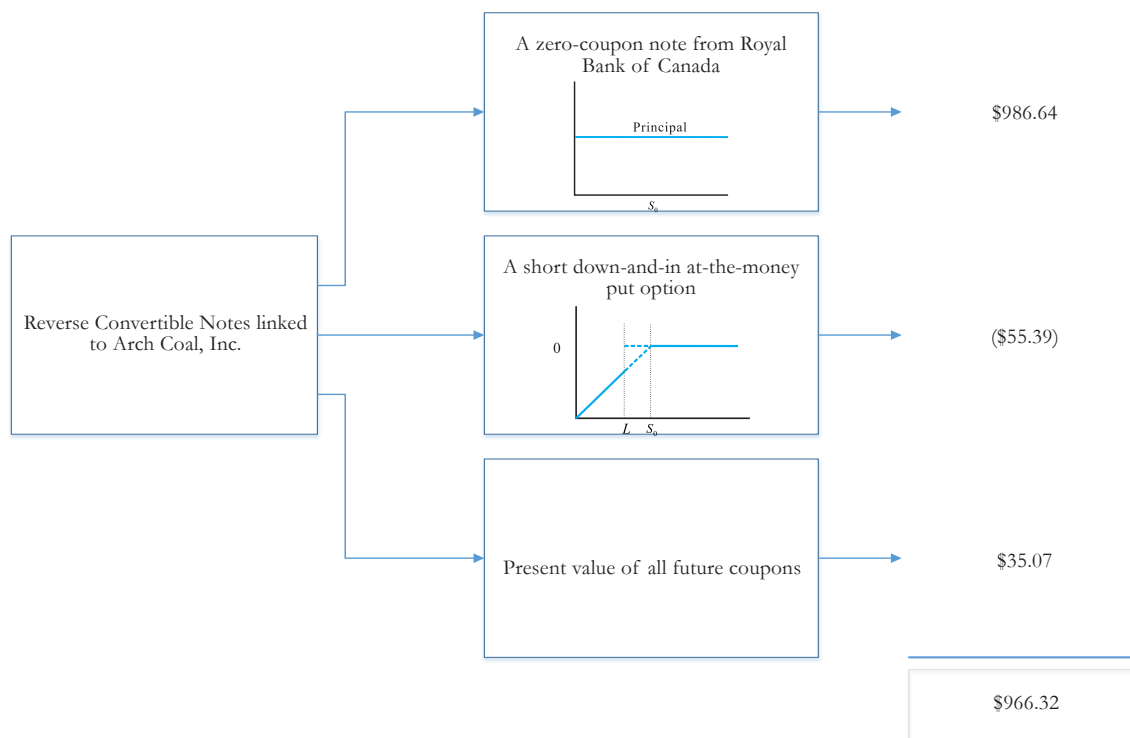 A zero-coupon note from Royal
Bank of Canada
Principal
S₀
$986.64
Reverse Convertible Notes linked
to Arch Coal, Inc.
A short down-and-in at-the-money
put option
0
L S₀
($55.39)
Present value of all future coupons
$35.07
$966.32